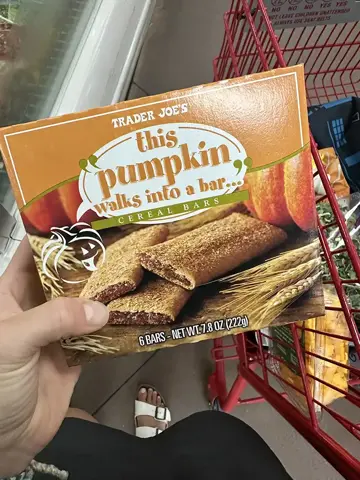 TRADER JOE'S
this
pumpkin
walks into a bar...
CEREAL BARS
6 BARS - NET WT 7.8 OZ (222g)